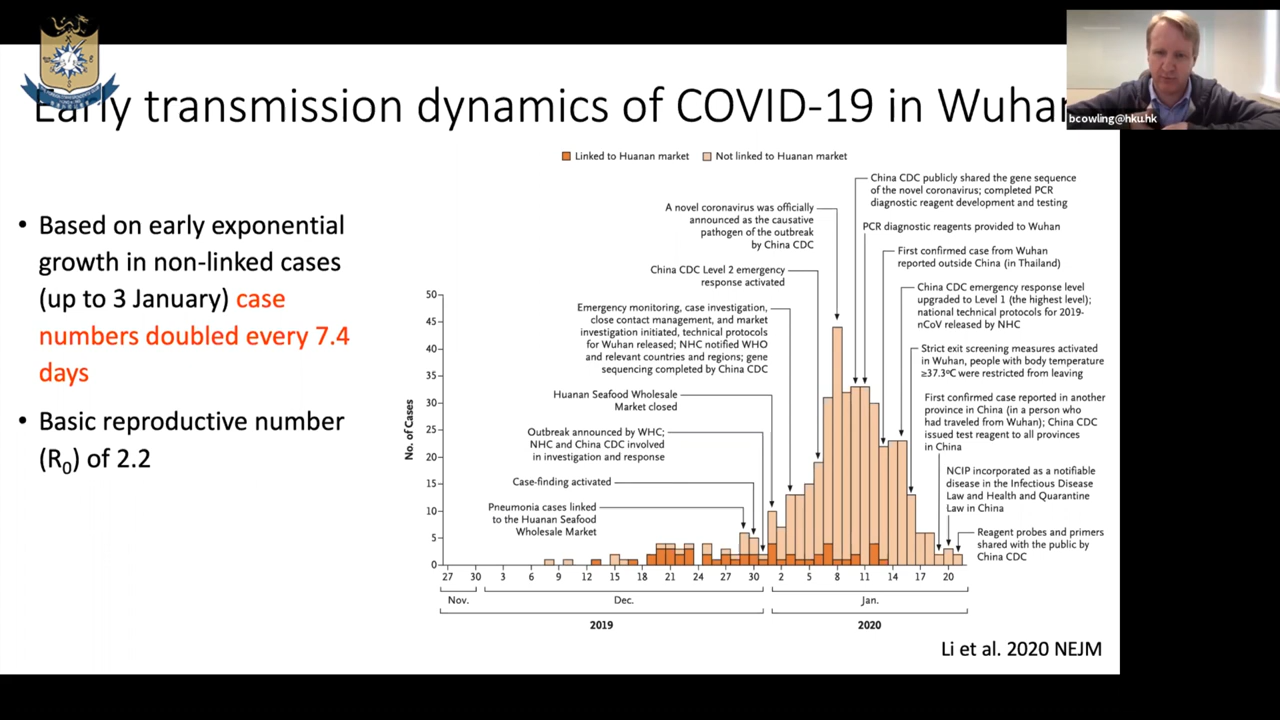 Early transmission dynamics of COVID-19 in Wuhan
bcowling@hku.hk
• Based on early exponential
growth in non-linked cases
(up to 3 January) case
numbers doubled every 7.4
days
• Basic reproductive number
(R0) of 2.2
Linked to Huanan market
Not linked to Huanan market
China CDC publicly shared the gene sequence
of the novel coronavirus; completed PCR
diagnostic reagent development and testing
A novel coronavirus was officially
announced as the causative
pathogen of the outbreak
by China CDC
PCR diagnostic reagents provided to Wuhan
First confirmed case from Wuhan
reported outside China (in Thailand)
China CDC Level 2 emergency
response activated
China CDC emergency response level
upgraded to Level 1 (the highest level);
national technical protocols for 2019-
nCoV released by NHC
Emergency monitoring, case investigation,
close contact management, and market
investigation initiated, technical protocols
for Wuhan released; NHC notified WHO
and relevant countries and regions; gene
sequencing completed by China CDC
Strict exit screening measures activated
in Wuhan, people with body temperature
≥37.3ºC were restricted from leaving
Huanan Seafood Wholesale
Market closed
First confirmed case reported in another
province in China (in a person who
had traveled from Wuhan); China CDC
issued test reagent to all provinces
in China
Outbreak announced by WHC;
NHC and China CDC involved
in investigation and response
NCIP incorporated as a notifiable
disease in the Infectious Disease
Law and Health and Quarantine
Law in China
Case-finding activated
Pneumonia cases linked
to the Huanan Seafood
Wholesale Market
Reagent probes and primers
shared with the public by
China CDC
No. of Cases
50
45
40
35
30
25
20
15
10
5
0
27 30 3 6 9 12 15 18 21 24 27 30 2 5 8 11 14 17 20
Nov. Dec. Jan.
2019 2020
Li et al. 2020 NEJM